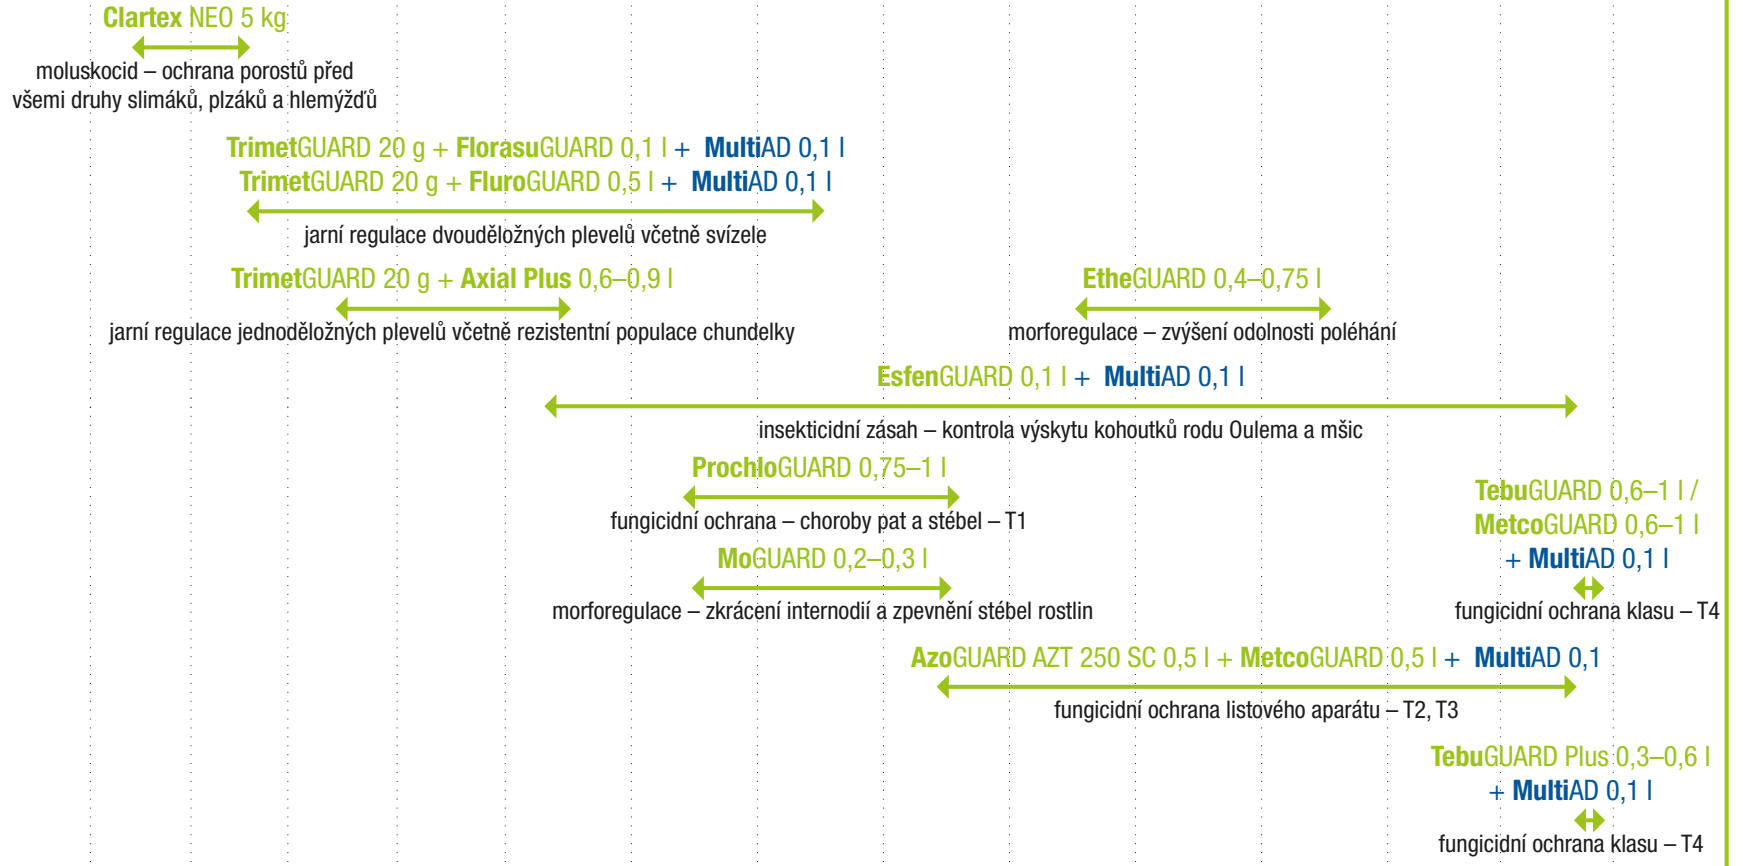 Clartex NEO 5 kg
moluskocid – ochrana porostů před
všemi druhy slimáků, plzáků a hlemýžďů
TrimetGUARD 20 g + FlorasuGUARD 0,1 l + MultiAD 0,1 l
TrimetGUARD 20 g + FluroGUARD 0,5 l + MultiAD 0,1 l
jarní regulace dvouděložných plevelů včetně svízele
TrimetGUARD 20 g + Axial Plus 0,6–0,9 l
jarní regulace jednoděložných plevelů včetně rezistentní populace chundelky
EtheGUARD 0,4–0,75 l
morforegulace – zvýšení odolnosti poléhání
EsfenGUARD 0,1 l + MultiAD 0,1 l
insekticidní zásah – kontrola výskytu kohoutků rodu Oulema a mšic
ProchloGUARD 0,75–1 l
fungicidní ochrana – choroby pat a stébel – T1
MoGUARD 0,2–0,3 l
morforegulace – zkrácení internodií a zpevnění stébel rostlin
TebuGUARD 0,6–1 l /
MetcoGUARD 0,6–1 l
+ MultiAD 0,1 l
fungicidní ochrana klasu – T4
AzoGUARD AZT 250 SC 0,5 l + MetcoGUARD 0,5 l + MultiAD 0,1
fungicidní ochrana listového aparátu – T2, T3
TebuGUARD Plus 0,3–0,6 l
+ MultiAD 0,1 l
fungicidní ochrana klasu – T4